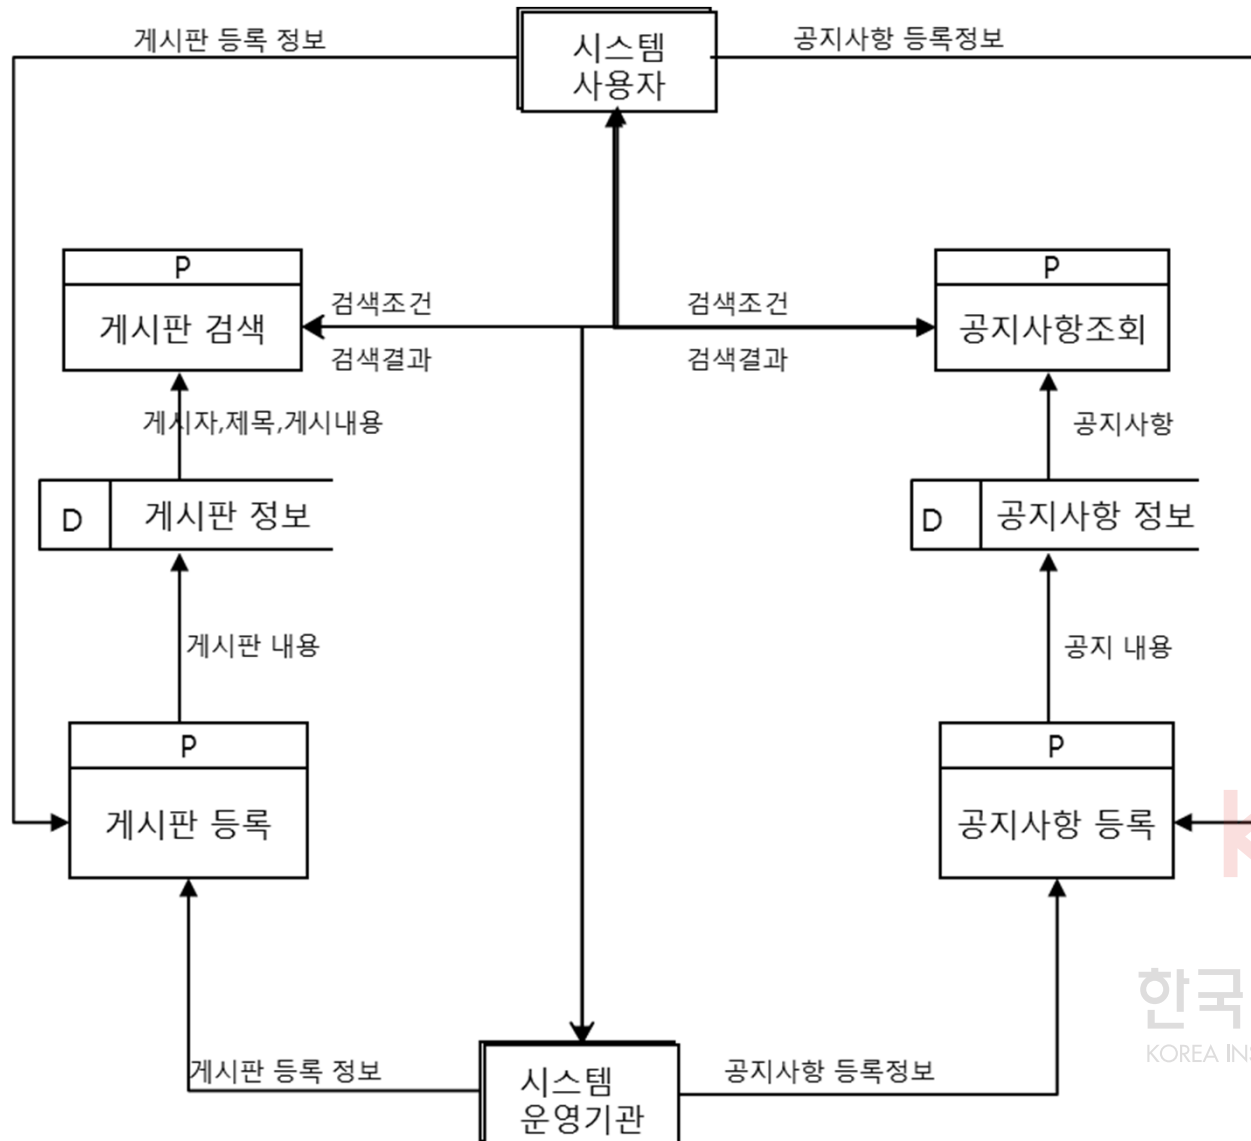 게시판 등록 정보
시스템
사용자
공지사항 등록정보
P
게시판 검색
검색조건
검색결과
검색조건
검색결과
P
공지사항조회
게시자,제목,게시내용
공지사항
D
게시판 정보
D
공지사항 정보
게시판 내용
공지 내용
P
게시판 등록
P
공지사항 등록
한국
KOREA INS
게시판 등록 정보
시스템
운영기관
공지사항 등록정보